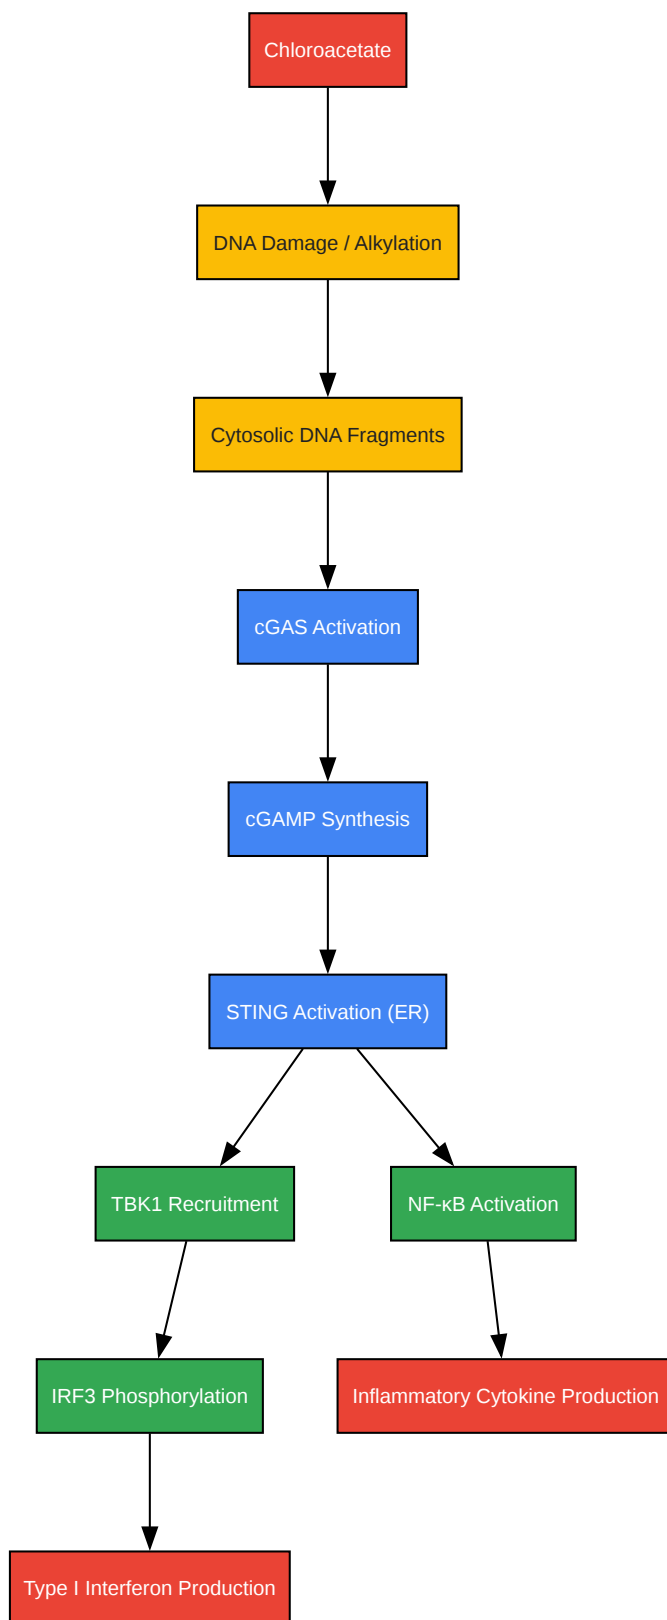 Chloroacetate
DNA Damage / Alkylation
Cytosolic DNA Fragments
cGAS Activation
cGAMP Synthesis
STING Activation (ER)
TBK1 Recruitment
NF-κB Activation
IRF3 Phosphorylation
Inflammatory Cytokine Production
Type I Interferon Production